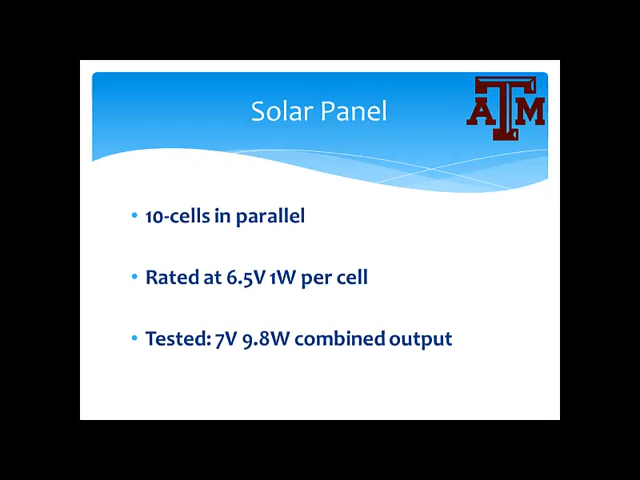 Solar Panel
ATM
• 10-cells in parallel
• Rated at 6.5V 1W per cell
• Tested: 7V 9.8W combined output